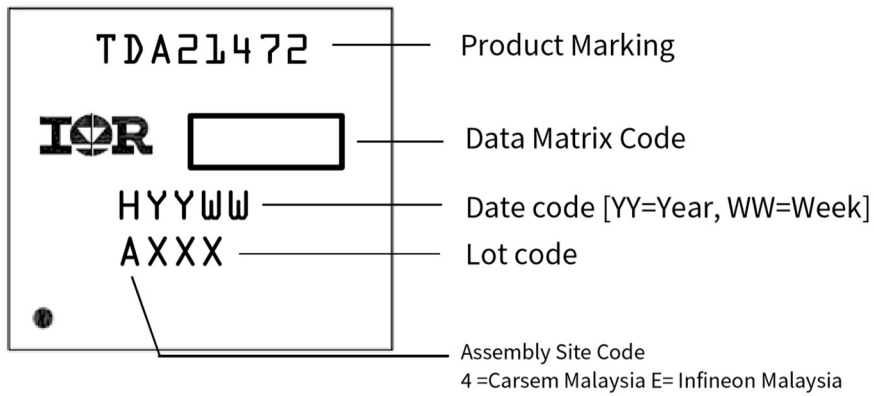 TDA21472
Product Marking
IOR
Data Matrix Code
HYYWW
Date code [YY=Year, WW=Week]
AXXX
Lot code
Assembly Site Code
4 =Carsem Malaysia E= Infineon Malaysia